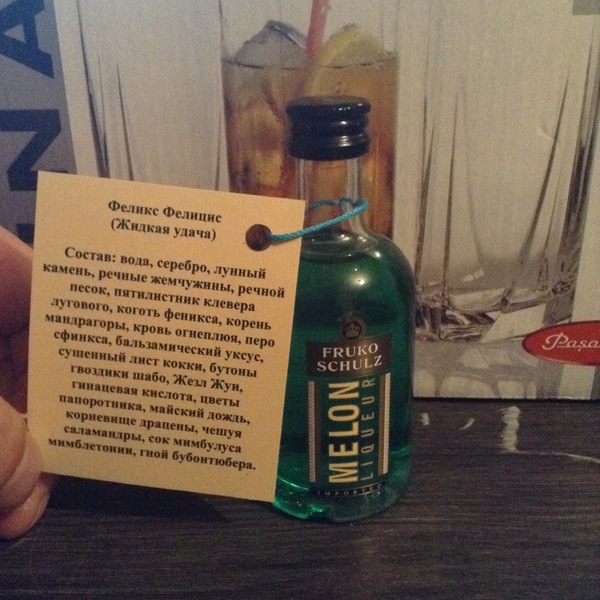 Феликс Фелицис
(Жидкая удача)
Состав: вода, серебро, лунный
камень, речные жемчужины, речной
песок, пятилистник клевера
лугового, коготь феникса, корень
мандрагоры, кровь огнеплюя, перо
сфинкса, бальзамический уксус,
сушенный лист кокки, бутоны
гвоздики шабо, Жезл Жуи,
гинацевая кислота, цветы
папоротника, майский дождь,
корневище драцены, чешуя
саламандры, сок мимбулуса
мимблетонии, гной бубонтюбера.
FRUKO
SCHULZ
MELON
LIQUEUR
IMPORTED
Paşa